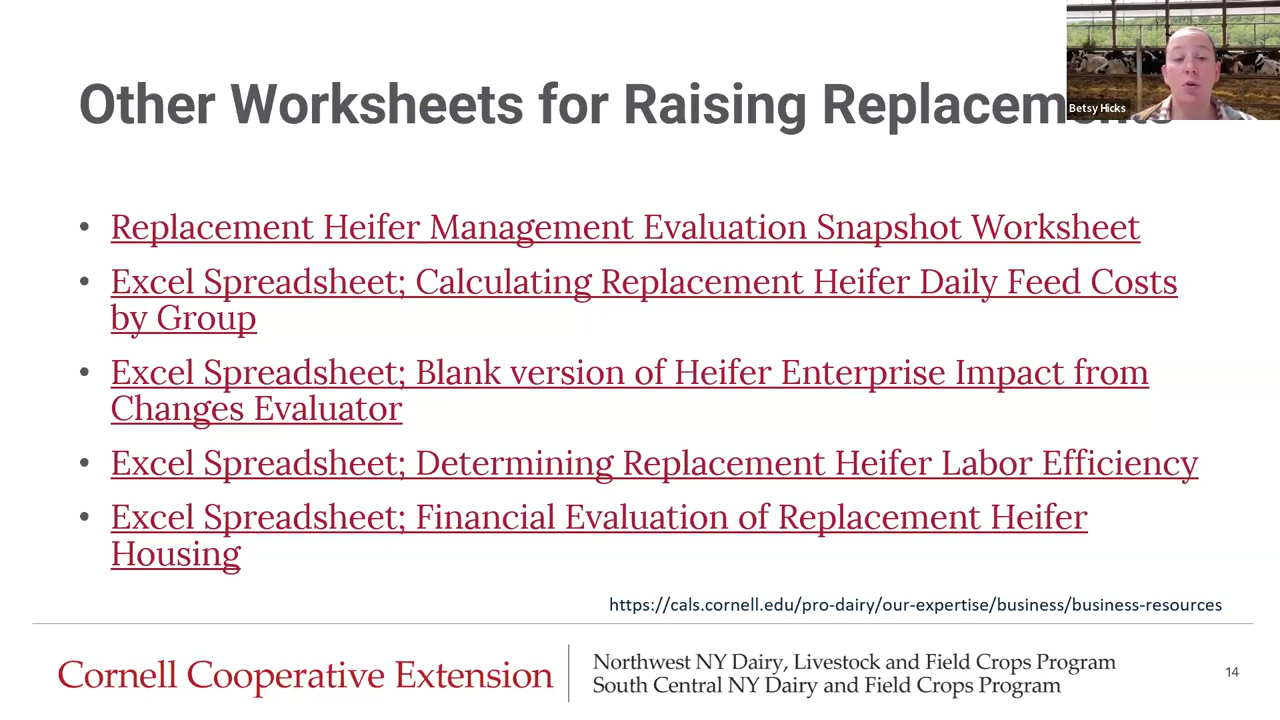 Other Worksheets for Raising Replacements
Betsy Hicks
• Replacement Heifer Management Evaluation Snapshot Worksheet
• Excel Spreadsheet; Calculating Replacement Heifer Daily Feed Costs
by Group
• Excel Spreadsheet; Blank version of Heifer Enterprise Impact from
Changes Evaluator
• Excel Spreadsheet; Determining Replacement Heifer Labor Efficiency
• Excel Spreadsheet; Financial Evaluation of Replacement Heifer
Housing
https://cals.cornell.edu/pro-dairy/our-expertise/business/business-resources
Cornell Cooperative Extension
Northwest NY Dairy, Livestock and Field Crops Program
South Central NY Dairy and Field Crops Program
14